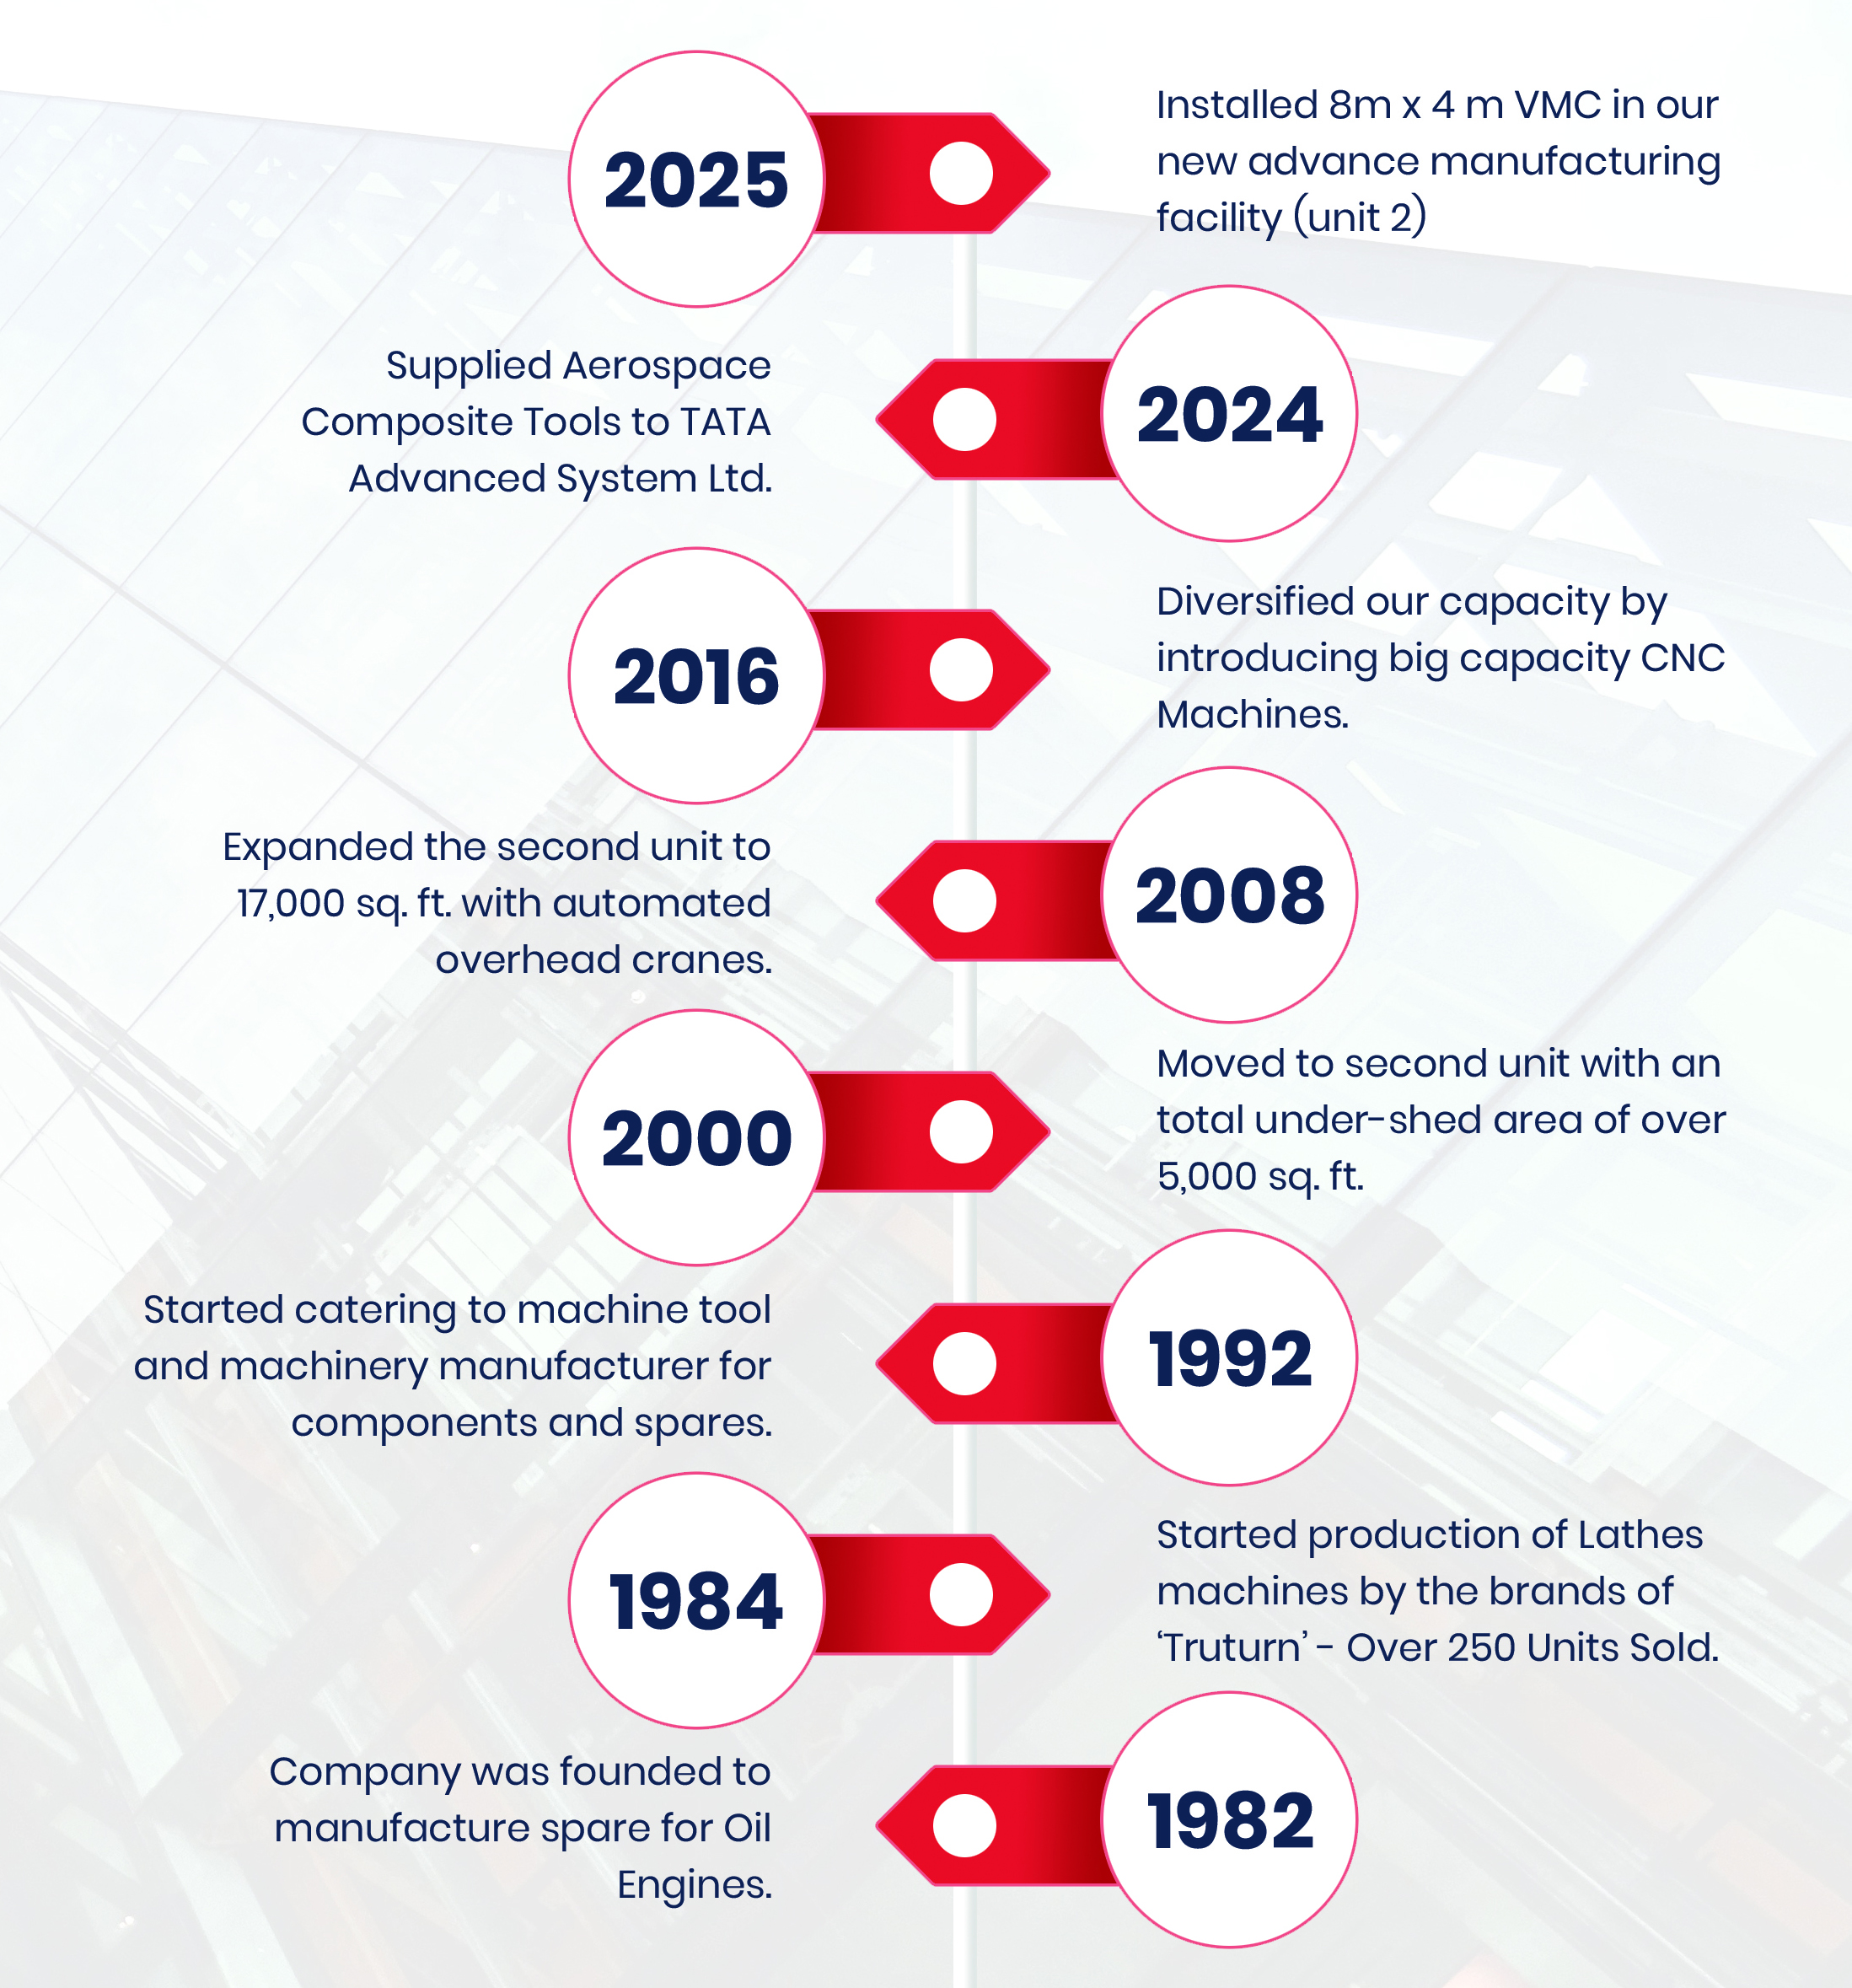 2025
Installed 8m x 4 m VMC in our
new advance manufacturing
facility (unit 2)
2024
Supplied Aerospace
Composite Tools to TATA
Advanced System Ltd.
2016
Diversified our capacity by
introducing big capacity CNC
Machines.
2008
Expanded the second unit to
17,000 sq. ft. with automated
overhead cranes.
2000
Moved to second unit with an
total under-shed area of over
5,000 sq. ft.
1992
Started catering to machine tool
and machinery manufacturer for
components and spares.
1984
Started production of Lathes
machines by the brands of
‘Truturn’ - Over 250 Units Sold.
1982
Company was founded to
manufacture spare for Oil
Engines.